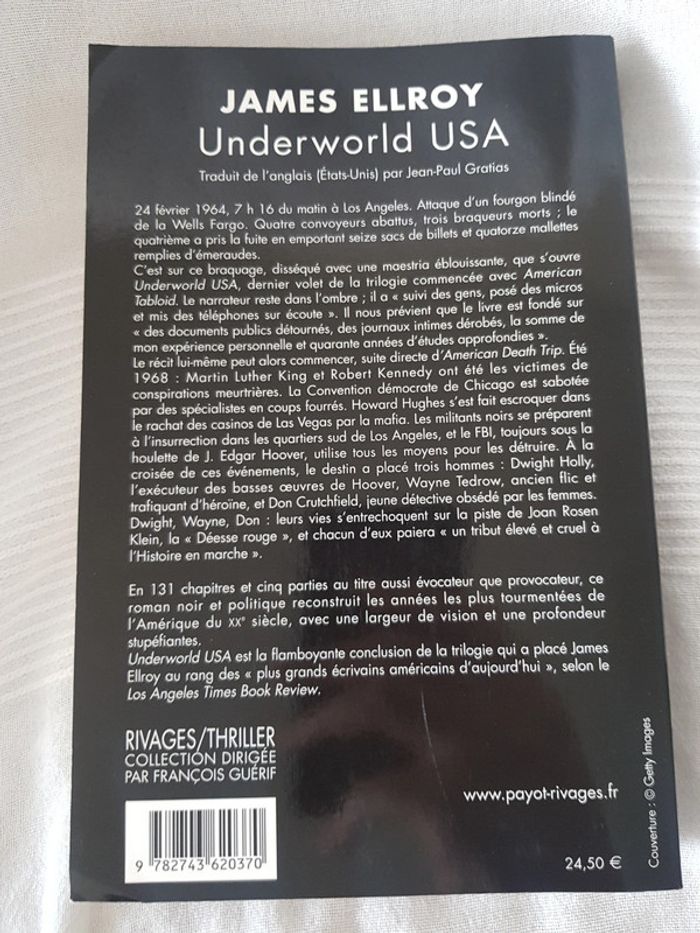 JAMES ELLROY
Underworld USA
Traduit de l'anglais (États-Unis) par Jean-Paul Gratias
24 février 1964, 7 h 16 du matin à Los Angeles. Attaque d'un fourgon blindé
de la Wells Fargo. Quatre convoyeurs abattus, trois braqueurs morts ; le
quatrième a pris la fuite en emportant seize sacs de billets et quatorze mallettes
remplies d'émeraudes.
C'est sur ce braquage, disséqué avec une maestria éblouissante, que s'ouvre
Underworld USA, dernier volet de la trilogie commencée avec American
Tabloid. Le narrateur reste dans l'ombre ; il a « suivi des gens, posé des micros
et mis des téléphones sur écoute ». Il nous prévient que le livre est fondé sur
« des documents publics détournés, des journaux intimes dérobés, la somme de
mon expérience personnelle et quarante années d'études approfondies ».
Le récit lui-même peut alors commencer, suite directe d'American Death Trip. Été
1968 : Martin Luther King et Robert Kennedy ont été les victimes de
conspirations meurtrières. La Convention démocrate de Chicago est sabotée
par des spécialistes en coups fourrés. Howard Hughes s'est fait escroquer dans
le rachat des casinos de Las Vegas par la mafia. Les militants noirs se préparent
à l'insurrection dans les quartiers sud de Los Angeles, et le FBI, toujours sous la
houlette de J. Edgar Hoover, utilise tous les moyens pour les détruire. À la
croisée de ces événements, le destin a placé trois hommes : Dwight Holly,
l'exécuteur des basses œuvres de Hoover, Wayne Tedrow, ancien flic et
trafiquant d'héroïne, et Don Crutchfield, jeune détective obsédé par les femmes.
Dwight, Wayne, Don : leurs vies s'entrechoquent sur la piste de Joan Rosen
Klein, la « Déesse rouge », et chacun d'eux paiera « un tribut élevé et cruel à
l'Histoire en marche ».
En 131 chapitres et cinq parties au titre aussi évocateur que provocateur, ce
roman noir et politique reconstruit les années les plus tourmentées de
l'Amérique du XXe siècle, avec une largeur de vision et une profondeur
stupéfiantes.
Underworld USA est la flamboyante conclusion de la trilogie qui a placé James
Ellroy au rang des « plus grands écrivains américains d'aujourd'hui », selon le
Los Angeles Times Book Review.
RIVAGES/THRILLER
COLLECTION DIRIGÉE
PAR FRANÇOIS GUÉRIF
www.payot-rivages.fr
9 782743 620370
24,50 €
Couverture : © Getty Images